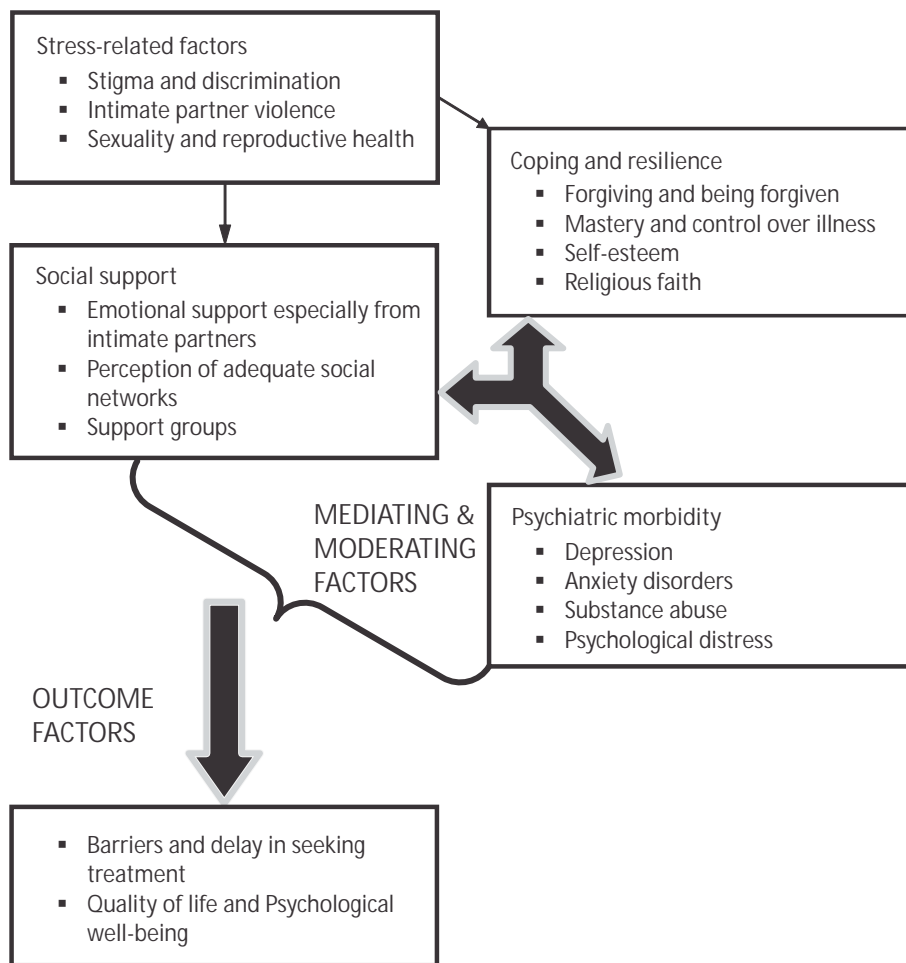 Stress-related factors
▪ Stigma and discrimination
▪ Intimate partner violence
▪ Sexuality and reproductive health
Coping and resilience
▪ Forgiving and being forgiven
▪ Mastery and control over illness
▪ Self-esteem
▪ Religious faith
Social support
▪ Emotional support especially from
intimate partners
▪ Perception of adequate social
networks
▪ Support groups
MEDIATING &
MODERATING
FACTORS
Psychiatric morbidity
▪ Depression
▪ Anxiety disorders
▪ Substance abuse
▪ Psychological distress
OUTCOME
FACTORS
▪ Barriers and delay in seeking
treatment
▪ Quality of life and Psychological
well-being